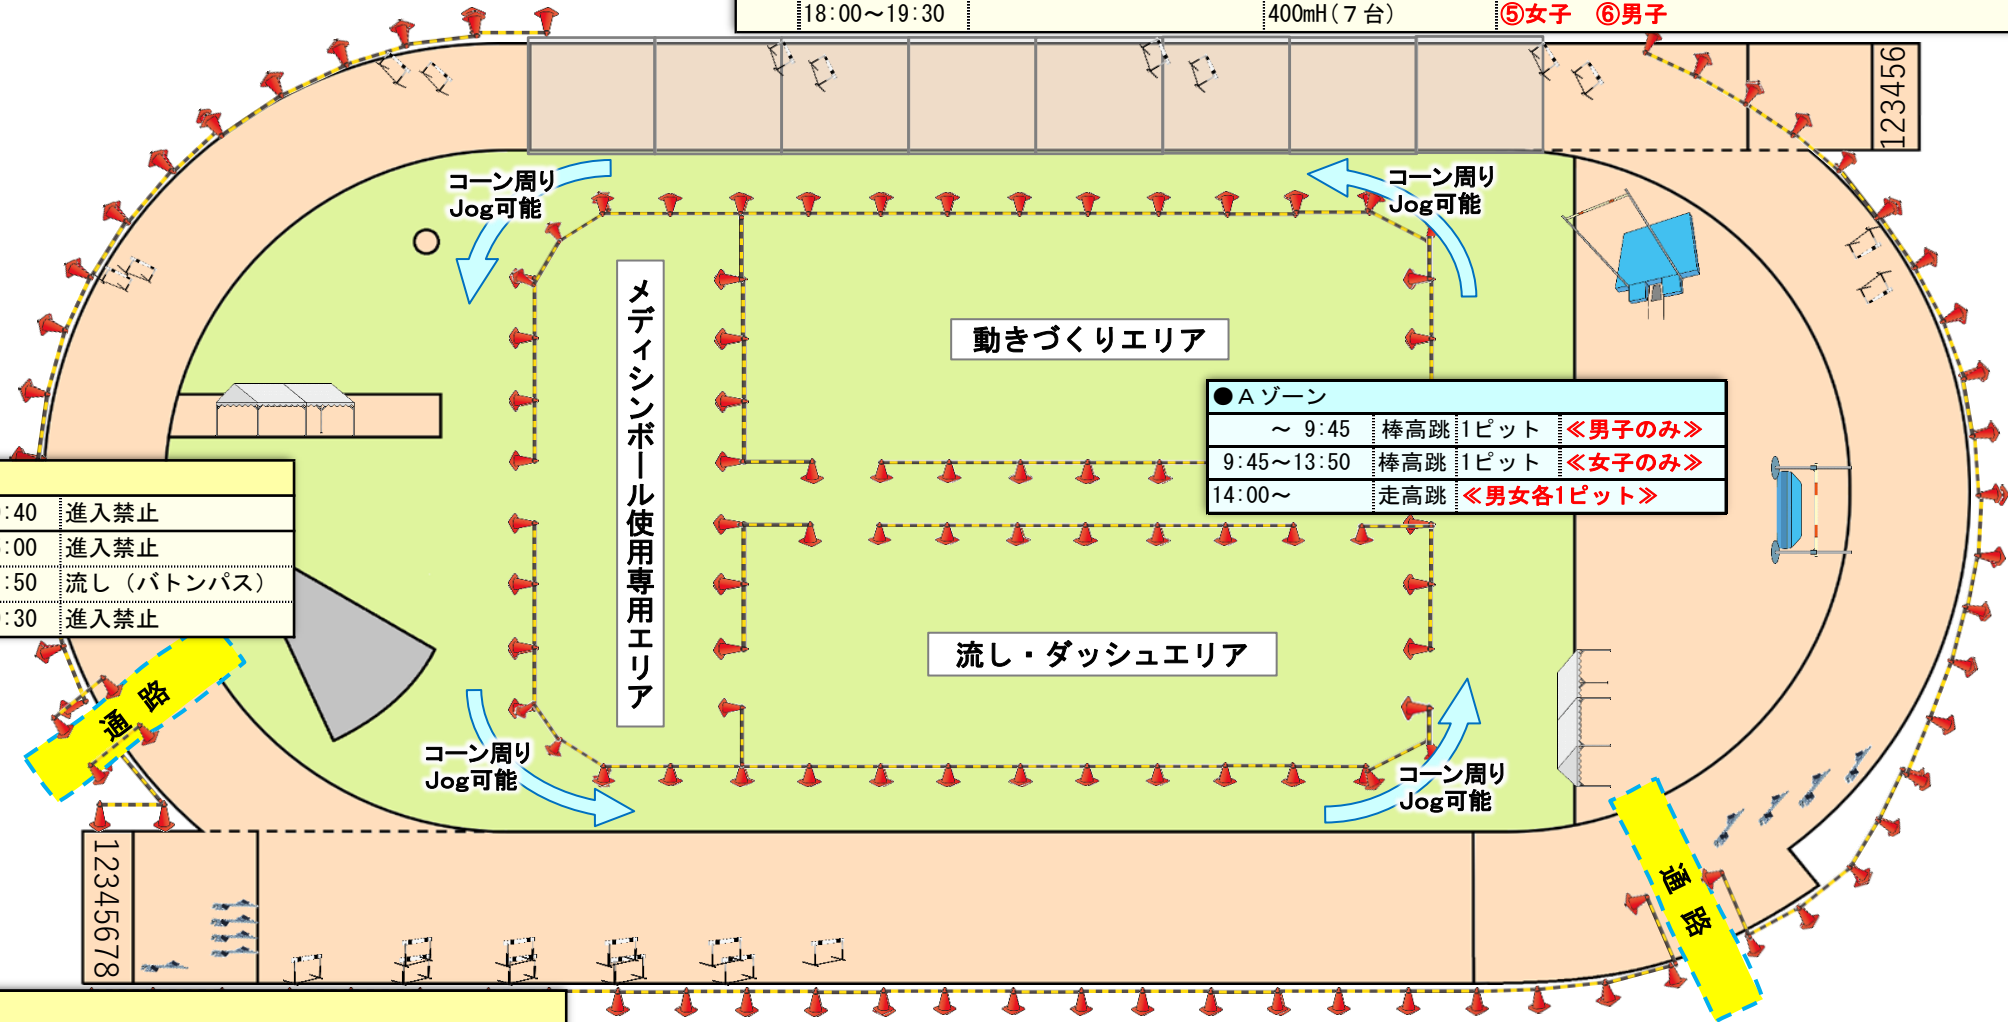 18:00～19:30 400mH(７台) ⑤女子 ⑥男子
123456
コーン周り
Jog可能
コーン周り
Jog可能
メディシンボール使用専用エリア
動きづくりエリア
●Ａゾーン
～ 9:45 棒高跳 1ピット ≪男子のみ≫
9:45～13:50 棒高跳 1ピット ≪女子のみ≫
14:00～ 走高跳 ≪男女各1ピット≫
:40 進入禁止
:00 進入禁止
:50 流し（バトンパス）
:30 進入禁止
流し・ダッシュエリア
通路
コーン周り
Jog可能
コーン周り
Jog可能
通路
12345678